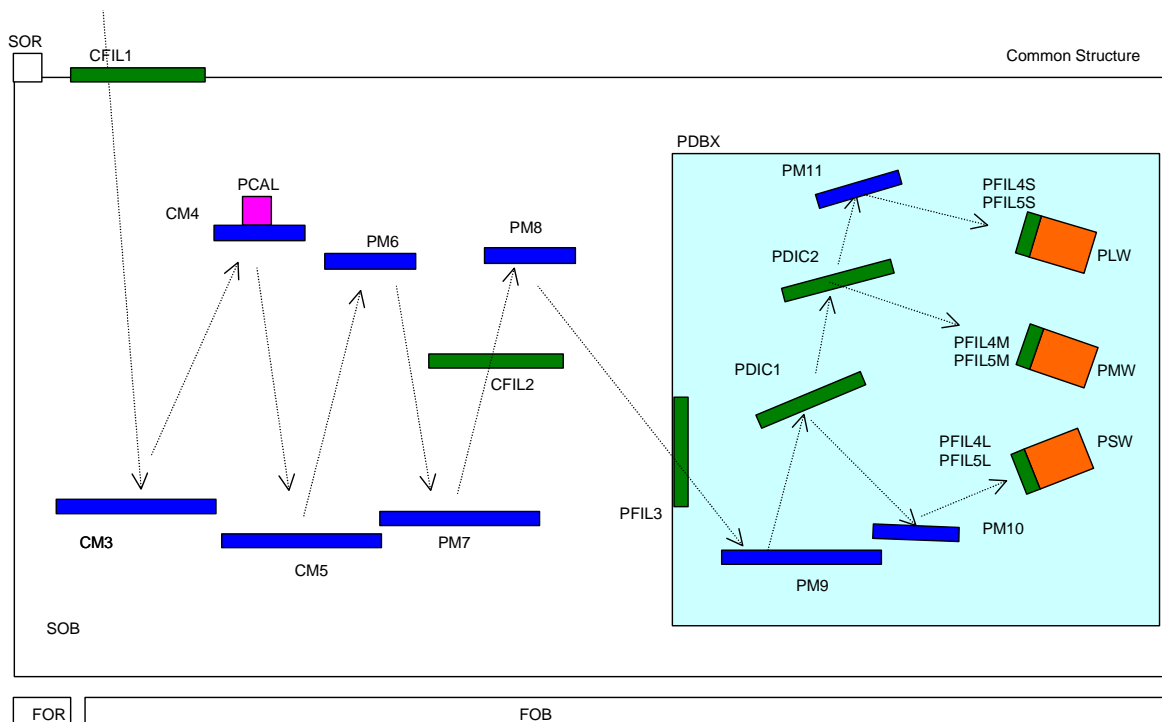 SOR
CFIL1
Common Structure
PDBX
PCAL
CM4
PM6
PM8
PM11
PFIL4S
PFIL5S
PLW
PDIC2
PFIL4M
PFIL5M
PMW
CFIL2
PDIC1
PFIL4L
PFIL5L
PSW
PFIL3
CM3
CM5
PM7
PM10
PM9
SOB
FOR
FOB